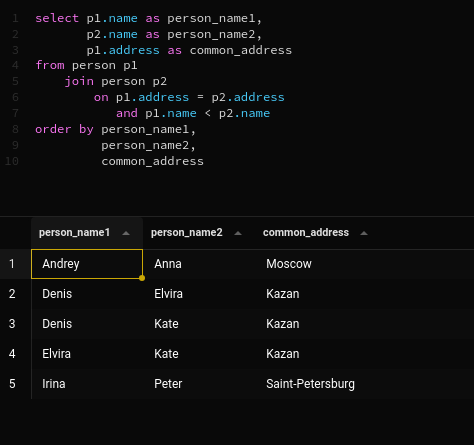 1 select p1.name as person_name1,
2 p2.name as person_name2,
3 p1.address as common_address
4 from person p1
5 join person p2
6 on p1.address = p2.address
7 and p1.name < p2.name
8 order by person_name1,
9 person_name2,
10 common_address
person_name1 person_name2 common_address
1 Andrey Anna Moscow
2 Denis Elvira Kazan
3 Denis Kate Kazan
4 Elvira Kate Kazan
5 Irina Peter Saint-Petersburg